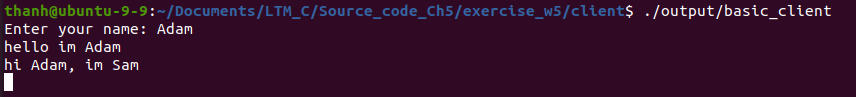 thanh@ubuntu-9-9:~/Documents/LTM_C/Source_code_Ch5/exercise_w5/client$ ./output/basic_client
Enter your name: Adam
hello im Adam
hi Adam, im Sam